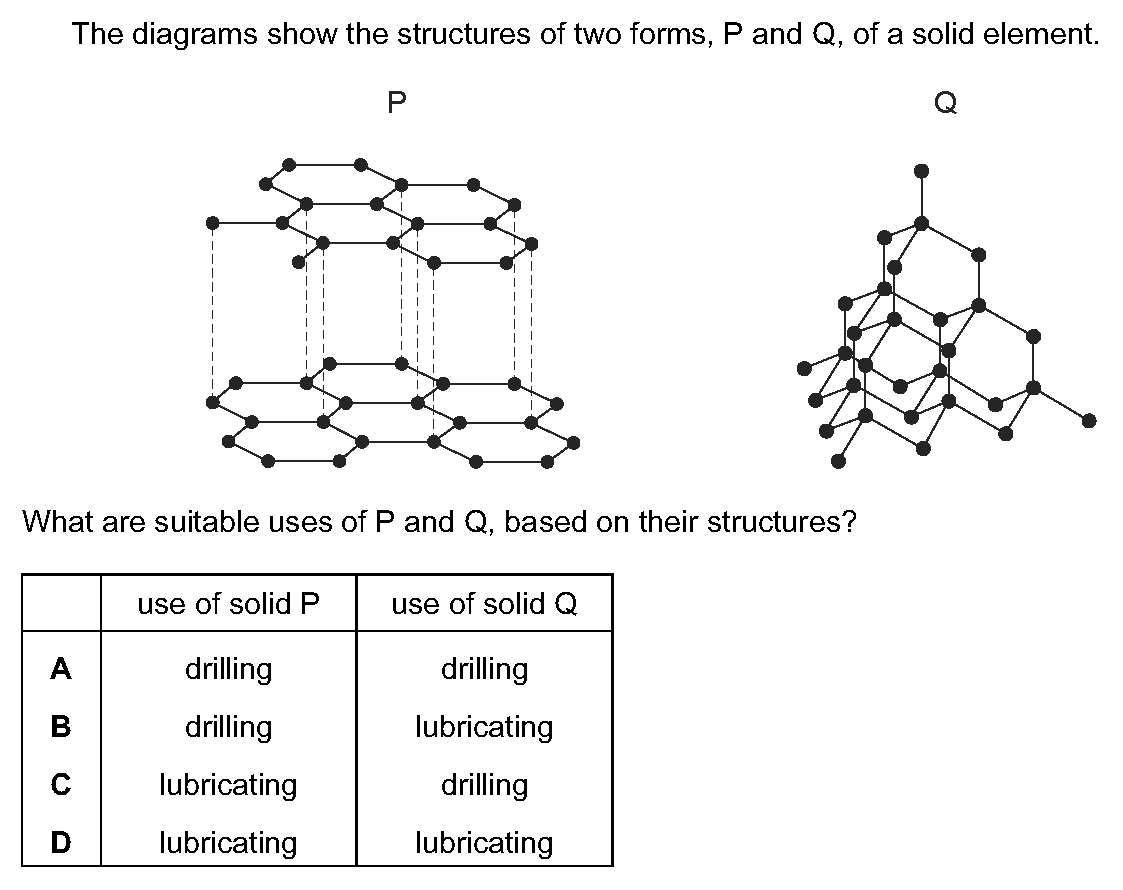 The diagrams show the structures of two forms, P and Q, of a solid element.
P Q
What are suitable uses of P and Q, based on their structures?
use of solid P use of solid Q
A drilling drilling
B drilling lubricating
C lubricating drilling
D lubricating lubricating